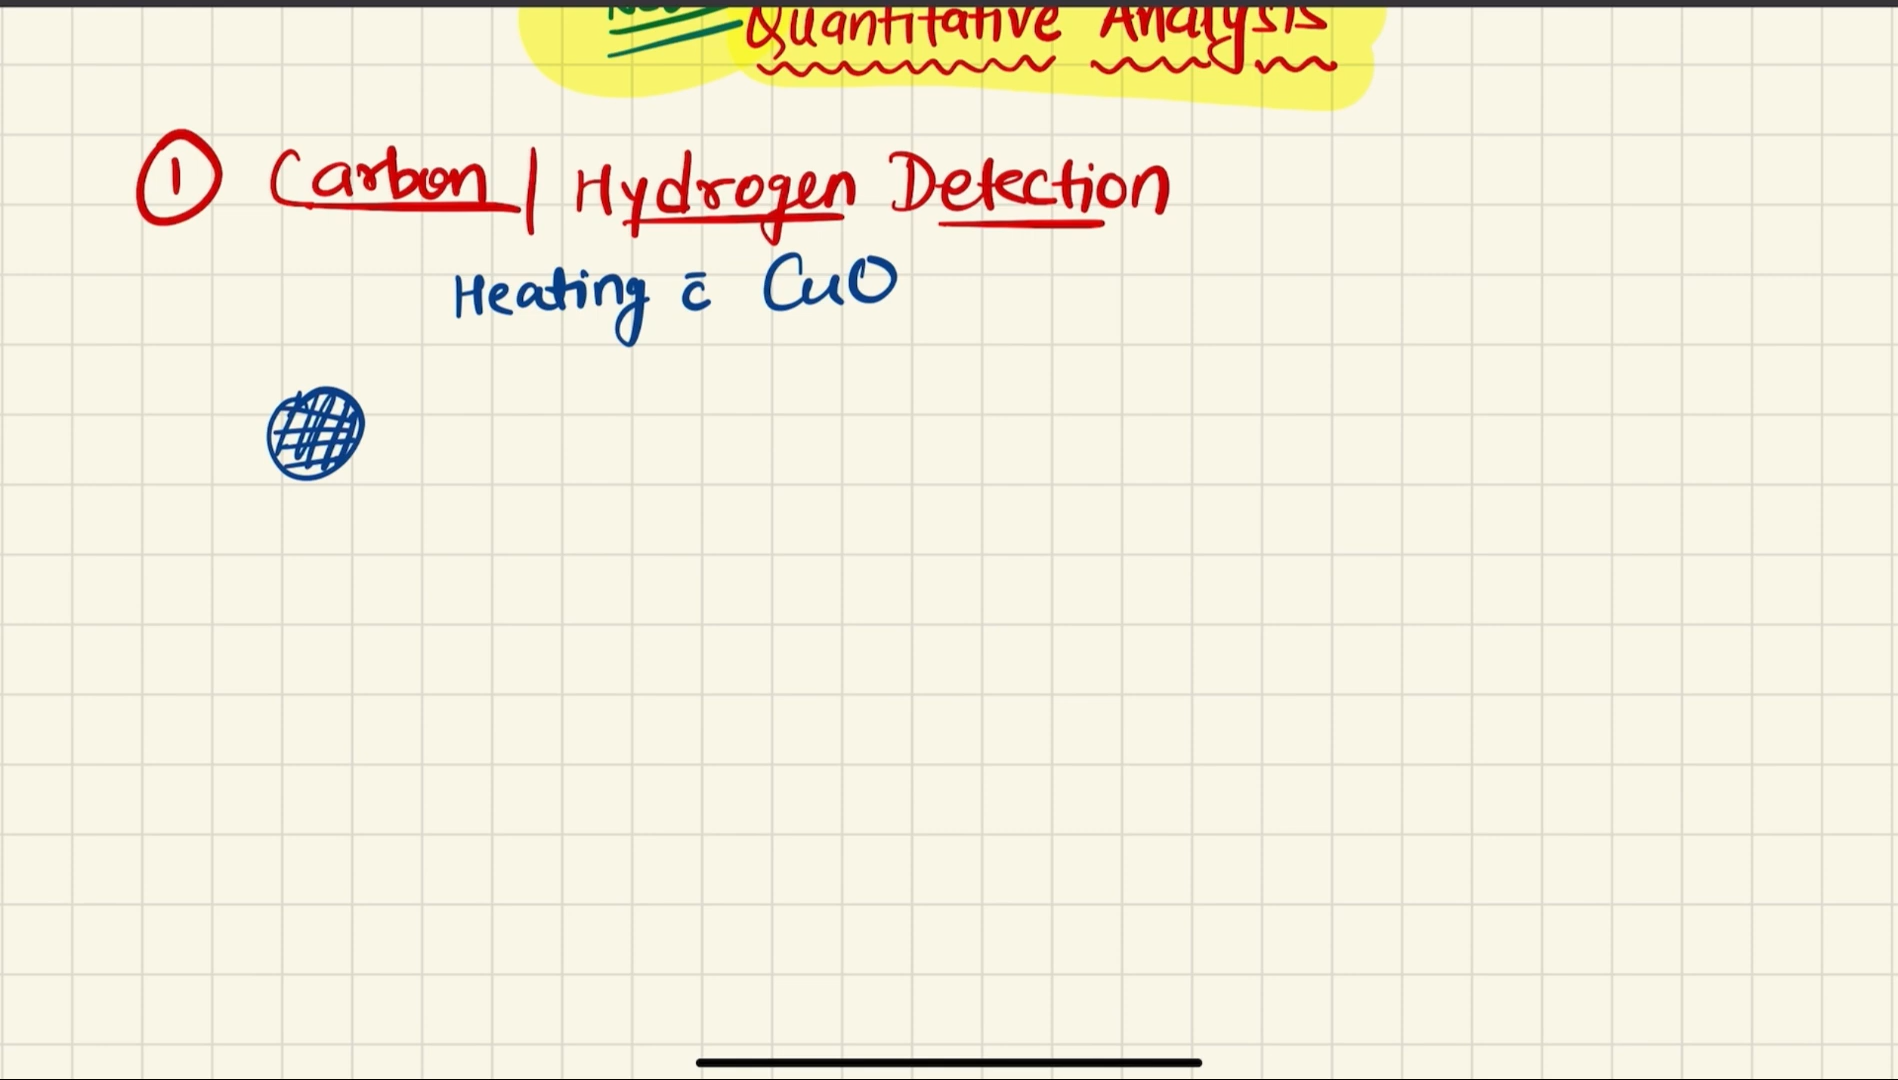 Quantitative Analysis
① Carbon | Hydrogen Detection
Heating c̄ CuO